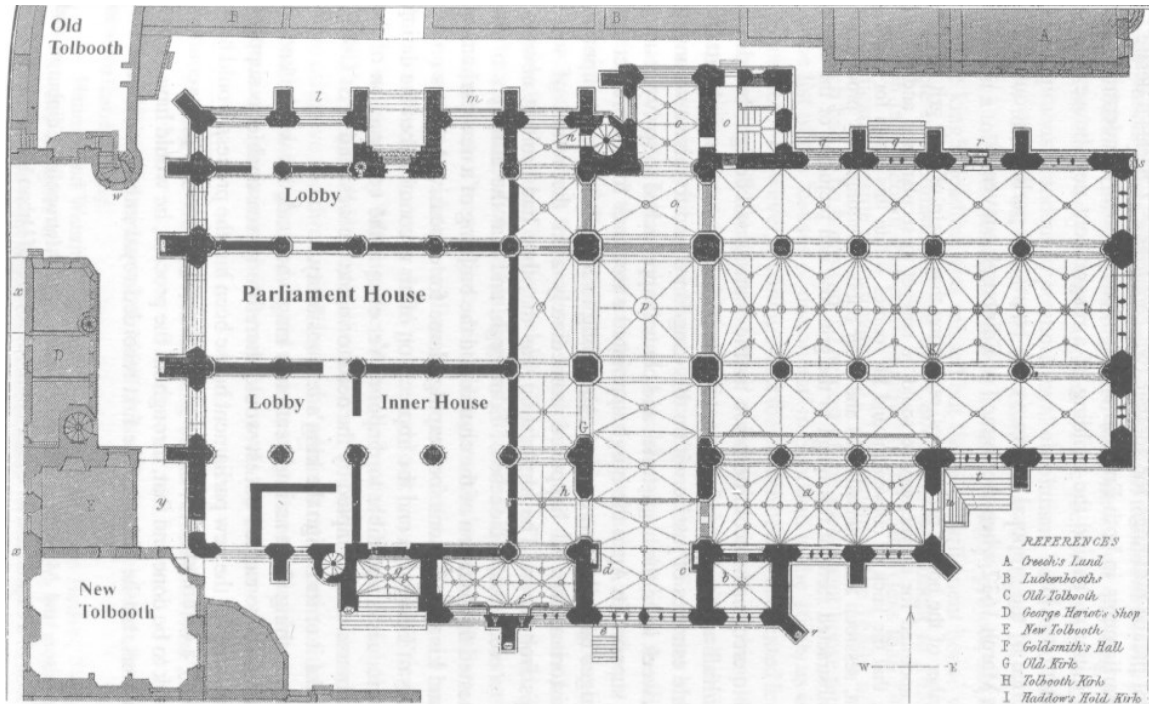 Old
Tolbooth
B
B
A
l
m
n
o
o
q
q
r
s
w
Lobby
o
Parliament House
p
x
D
K
Lobby
Inner House
G
y
E
h
a
t
u
x
g
f
d
c
b
e
r
New
Tolbooth
W
E
REFERENCES
A Creech's Land
B Luckenbooths
C Old Tolbooth
D George Heriot's Shop
E New Tolbooth
F Goldsmith's Hall
G Old Kirk
H Tolbooth Kirk
I Haddow's Hold Kirk